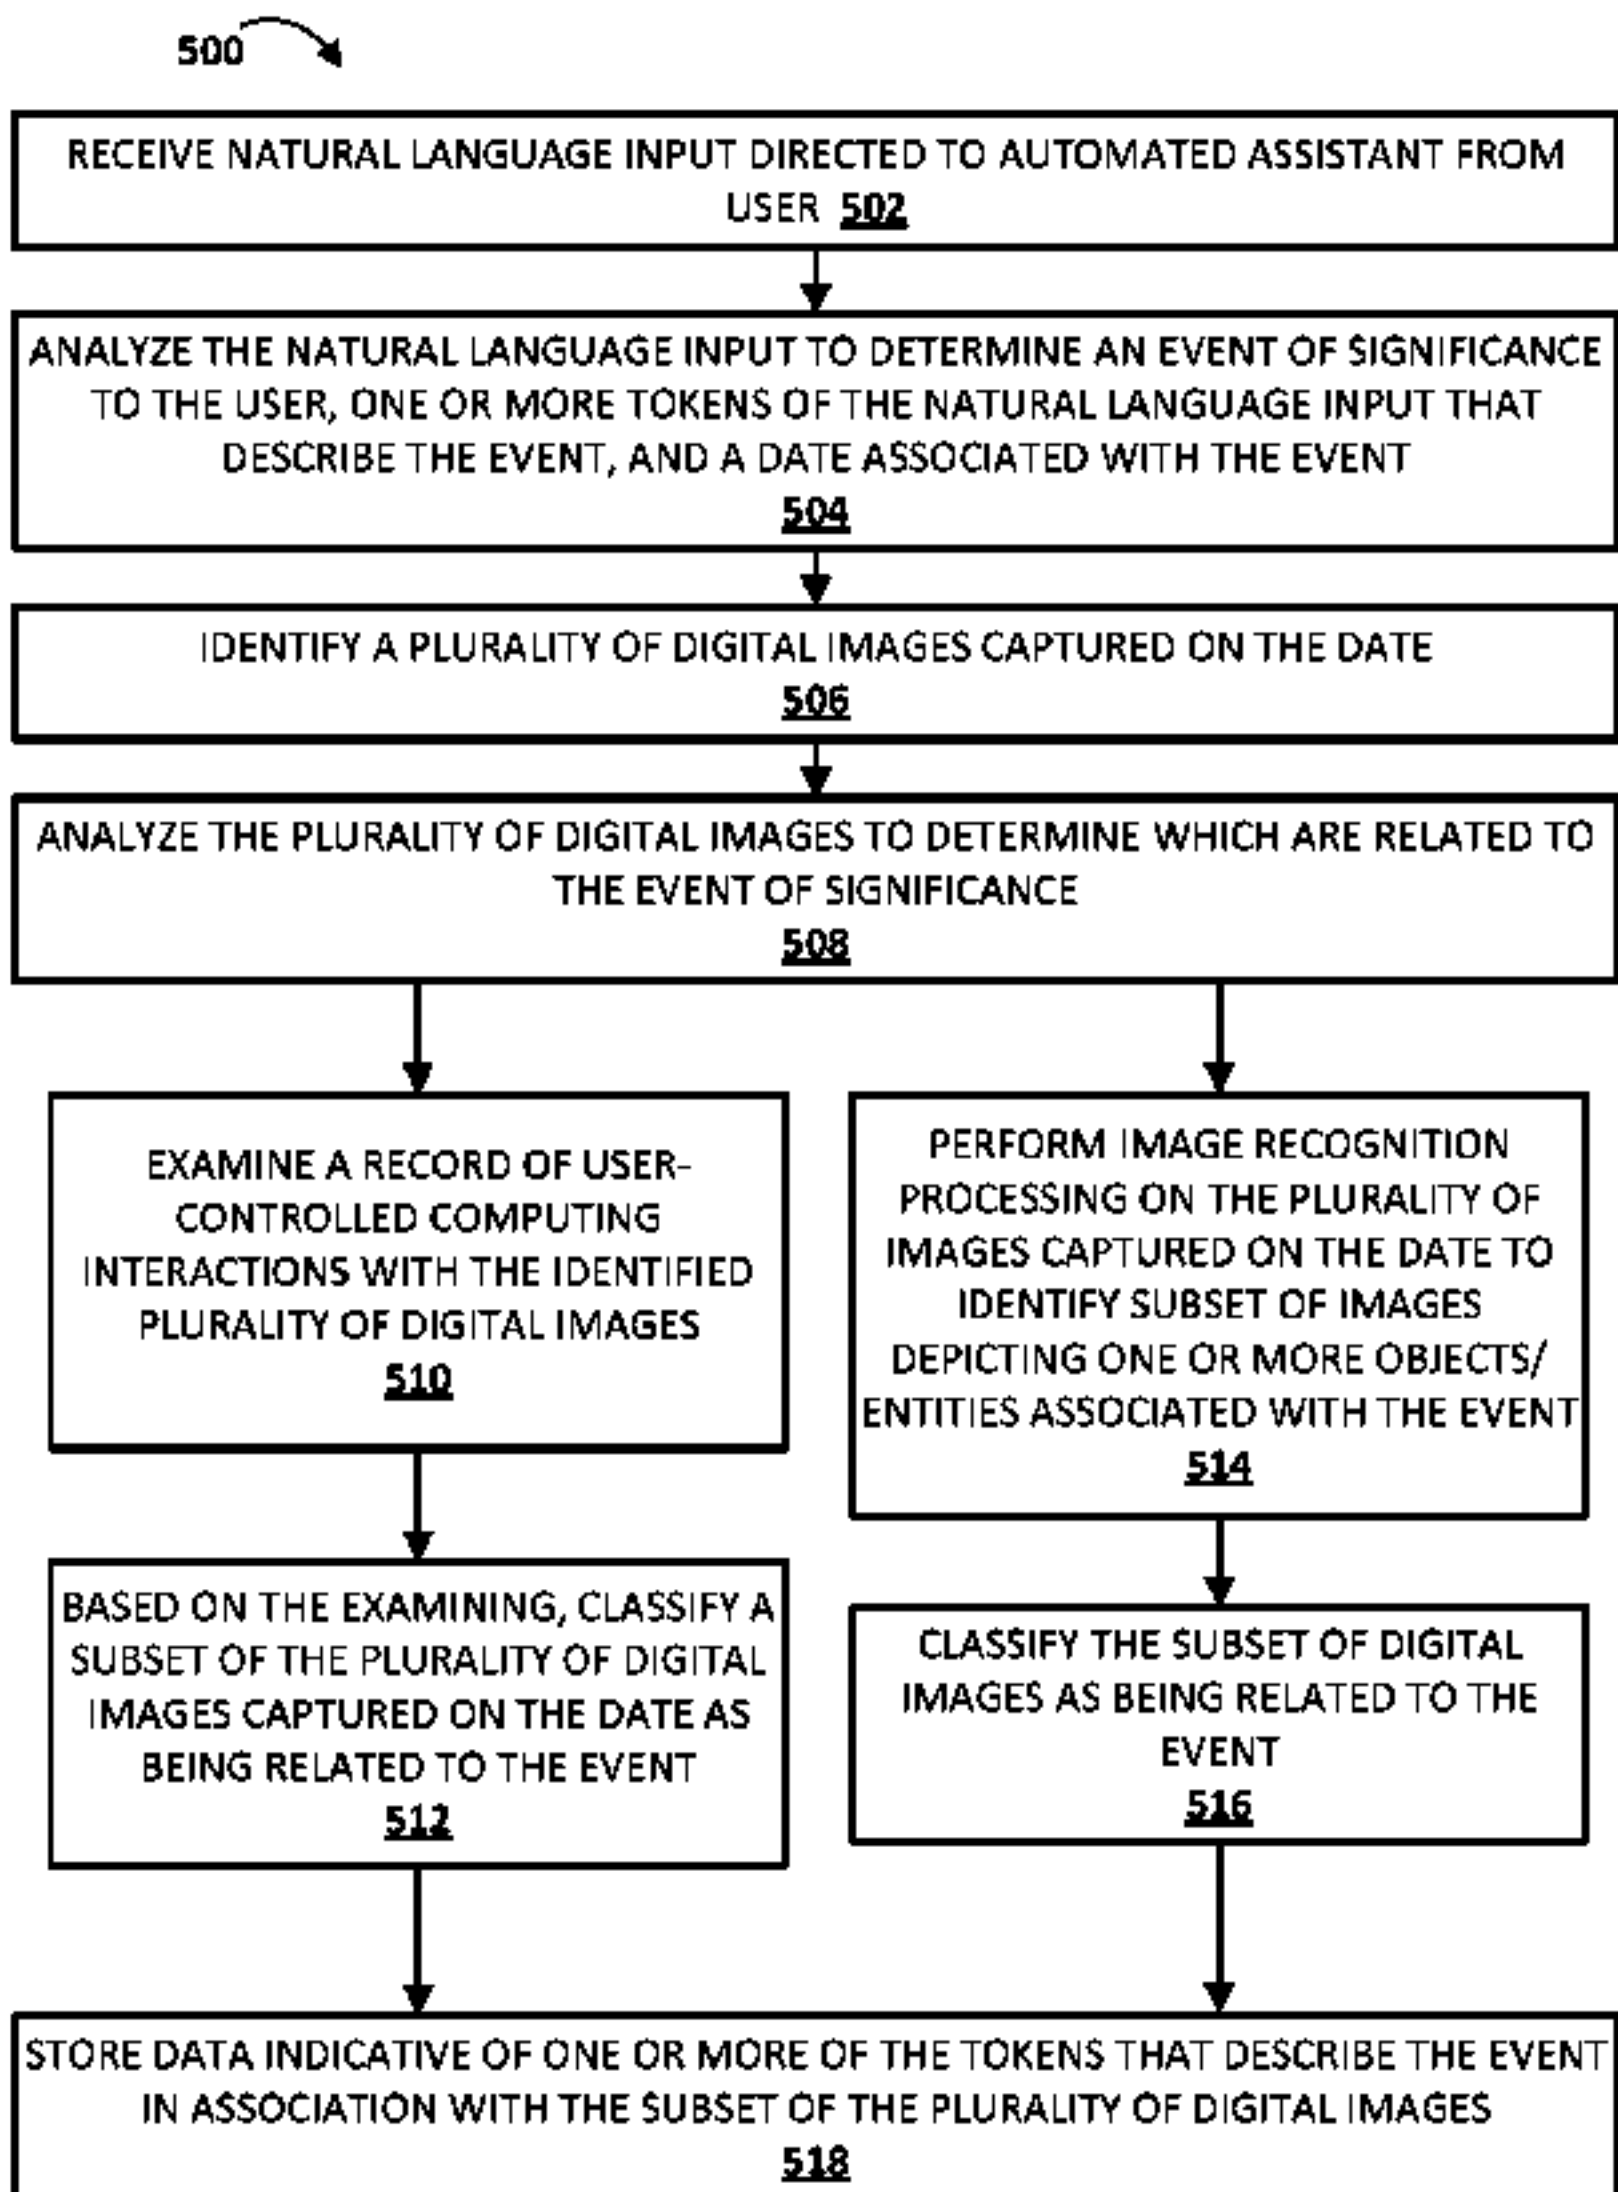 500
RECEIVE NATURAL LANGUAGE INPUT DIRECTED TO AUTOMATED ASSISTANT FROM
USER 502
ANALYZE THE NATURAL LANGUAGE INPUT TO DETERMINE AN EVENT OF SIGNIFICANCE
TO THE USER, ONE OR MORE TOKENS OF THE NATURAL LANGUAGE INPUT THAT
DESCRIBE THE EVENT, AND A DATE ASSOCIATED WITH THE EVENT
504
IDENTIFY A PLURALITY OF DIGITAL IMAGES CAPTURED ON THE DATE
506
ANALYZE THE PLURALITY OF DIGITAL IMAGES TO DETERMINE WHICH ARE RELATED TO
THE EVENT OF SIGNIFICANCE
508
EXAMINE A RECORD OF USER-
CONTROLLED COMPUTING
INTERACTIONS WITH THE IDENTIFIED
PLURALITY OF DIGITAL IMAGES
510
BASED ON THE EXAMINING, CLASSIFY A
SUBSET OF THE PLURALITY OF DIGITAL
IMAGES CAPTURED ON THE DATE AS
BEING RELATED TO THE EVENT
512
PERFORM IMAGE RECOGNITION
PROCESSING ON THE PLURALITY OF
IMAGES CAPTURED ON THE DATE TO
IDENTIFY SUBSET OF IMAGES
DEPICTING ONE OR MORE OBJECTS/
ENTITIES ASSOCIATED WITH THE EVENT
514
CLASSIFY THE SUBSET OF DIGITAL
IMAGES AS BEING RELATED TO THE
EVENT
516
STORE DATA INDICATIVE OF ONE OR MORE OF THE TOKENS THAT DESCRIBE THE EVENT
IN ASSOCIATION WITH THE SUBSET OF THE PLURALITY OF DIGITAL IMAGES
518